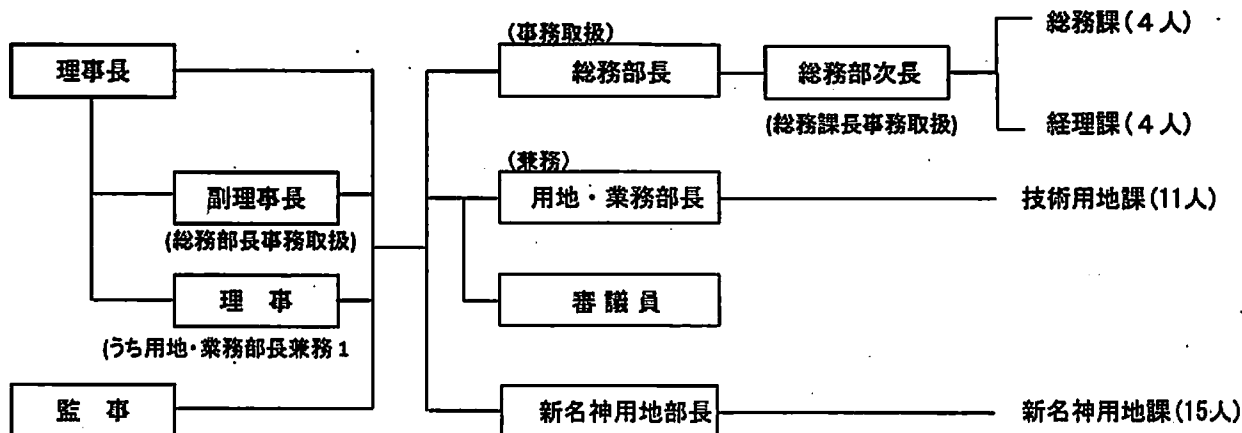 理事長
副理事長
(総務部長事務取扱)
理 事
(うち用地・業務部長兼務1
監 事
(事務取扱)
総務部長
総務部次長
(総務課長事務取扱)
総務課(4人)
経理課(4人)
(兼務)
用地・業務部長
技術用地課(11人)
審議員
新名神用地部長
新名神用地課(15人)